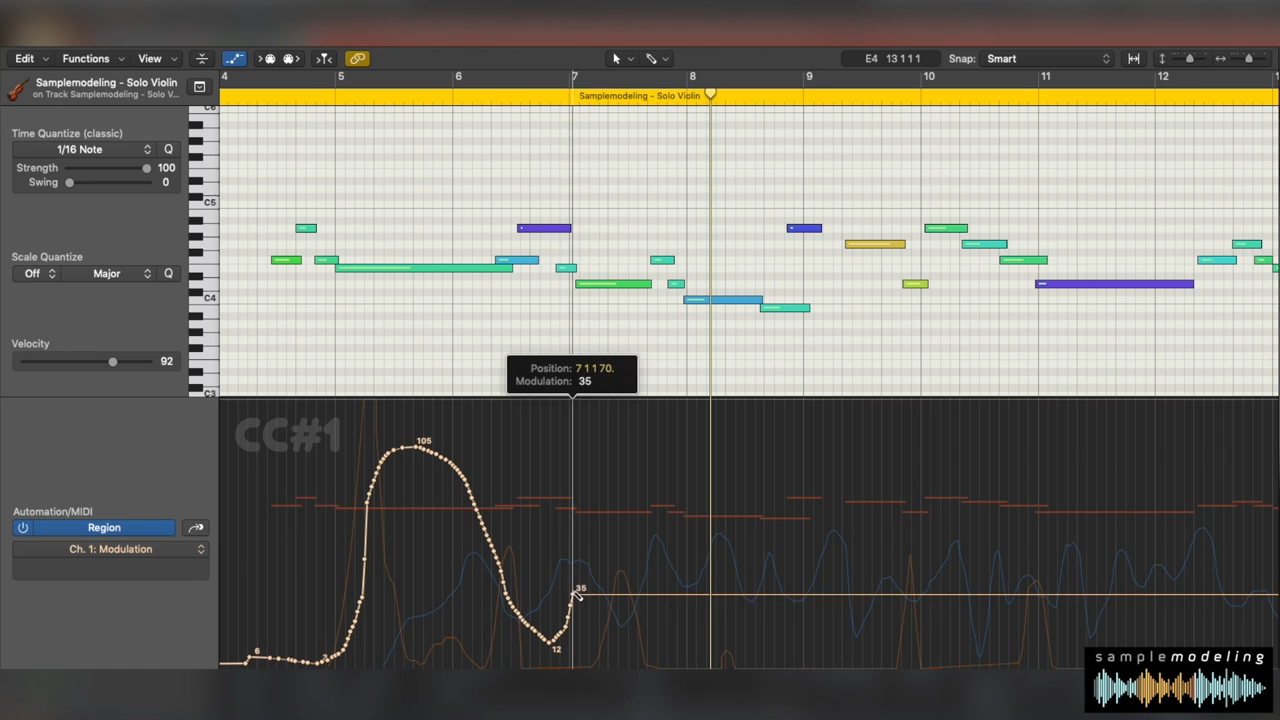 Edit Functions View E4 13 1 1 1 Snap: Smart
4 5 6 7 8 9 10 11 12
Samplemodeling - Solo Violin
on Track Samplemodeling - Solo V...
Samplemodeling - Solo Violin
C6
Time Quantize (classic)
1/16 Note Q
Strength 100
Swing 0
C5
Scale Quantize
Off Major Q
C4
Velocity
92
Position: 7 1 1 70.
Modulation: 35
C3
CC#1
105
Automation/MIDI
Region
Ch. 1: Modulation
35
6
3
12
samplemodeling